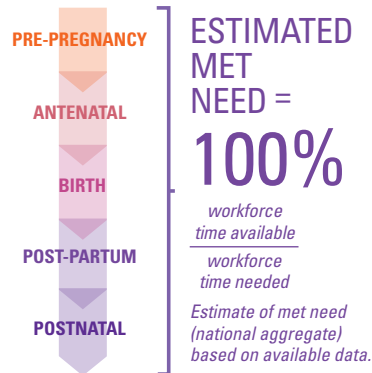 PRE-PREGNANCY
ANTENATAL
BIRTH
POST-PARTUM
POSTNATAL
ESTIMATED
MET
NEED =
100%
workforce
time available
workforce
time needed
Estimate of met need
(national aggregate)
based on available data.